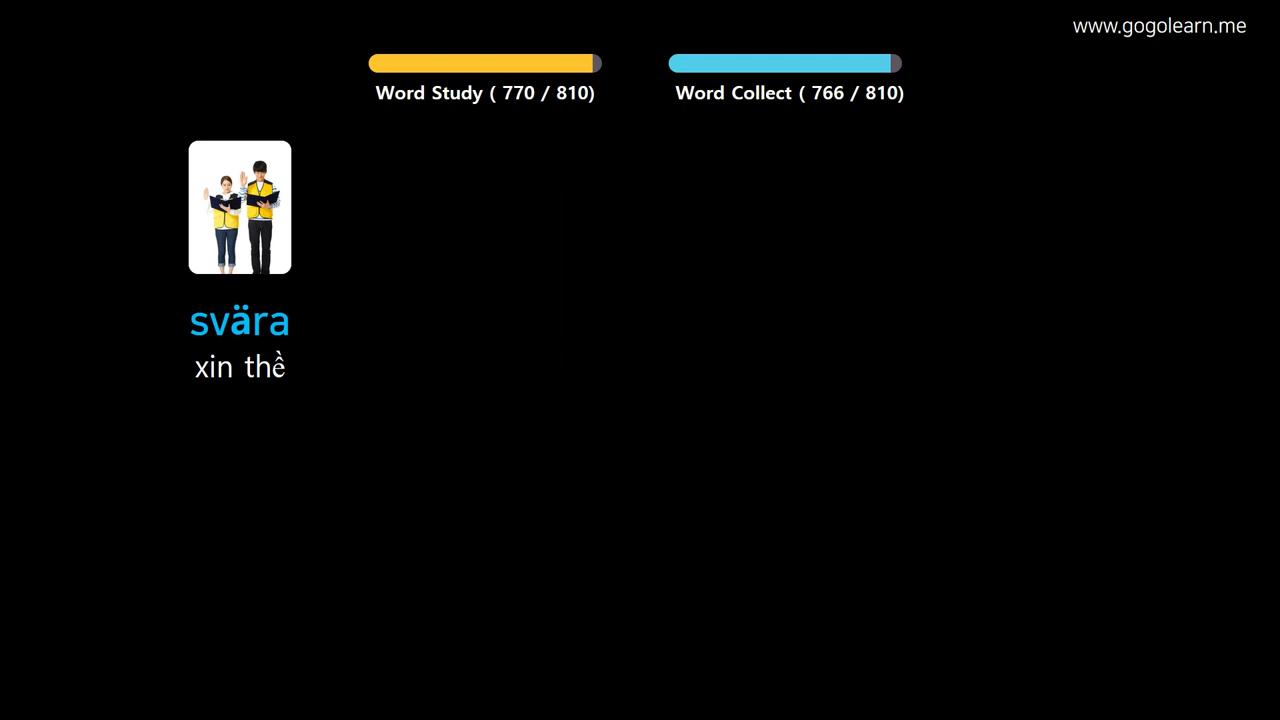 www.gogolearn.me
Word Study ( 770 / 810)
Word Collect ( 766 / 810)
svära
xin thề